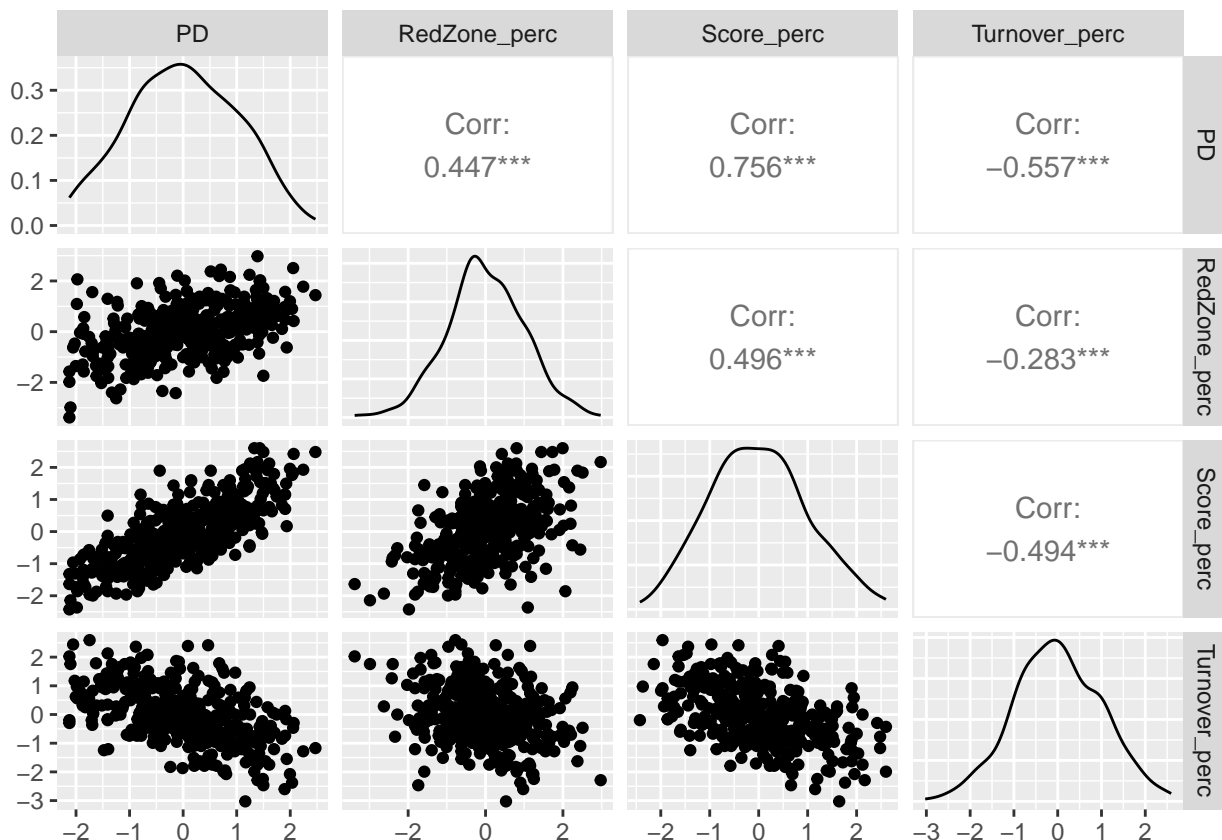 PD RedZone_perc Score_perc Turnover_perc
0.3
0.2
0.1
0.0
Corr:
0.447***
Corr:
0.756***
Corr:
−0.557***
PD
2
0
−2
Corr:
0.496***
Corr:
−0.283***
RedZone_perc
2
1
0
−1
−2
Corr:
−0.494***
Score_perc
2
1
0
−1
−2
−3
Turnover_perc
−2 −1 0 1 2 −2 0 2 −2 −1 0 1 2 −3 −2 −1 0 1 2